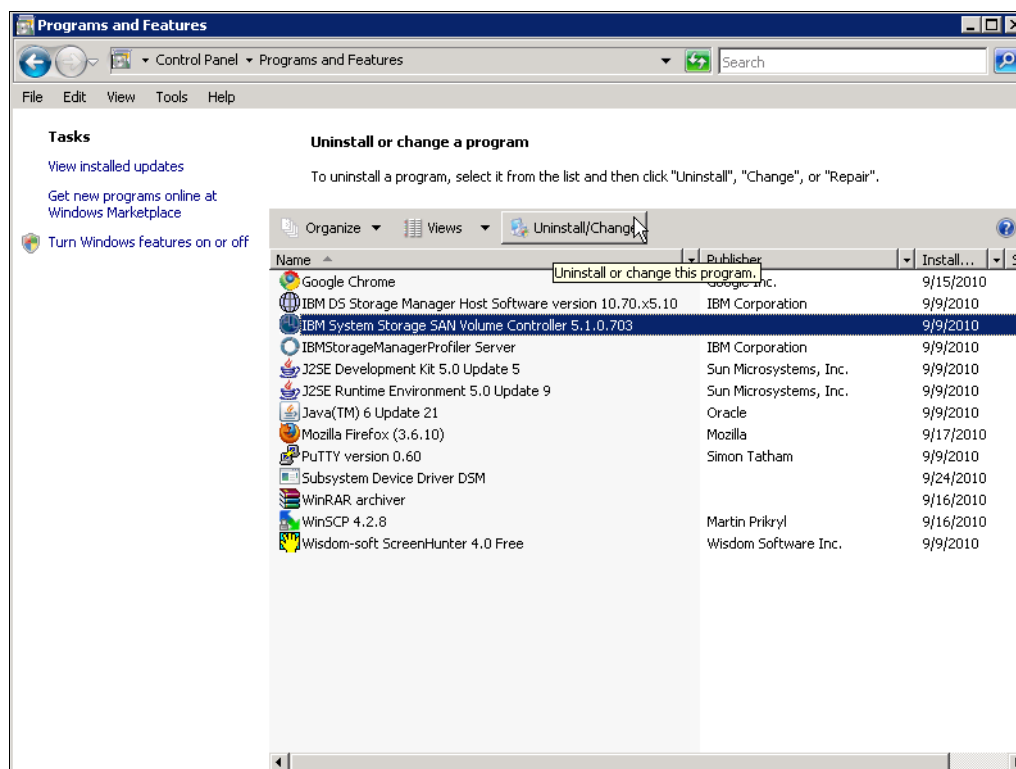 Programs and Features
Control Panel Programs and Features
Search
File Edit View Tools Help
Tasks
View installed updates
Get new programs online at
Windows Marketplace
Turn Windows features on or off
Uninstall or change a program
To uninstall a program, select it from the list and then click "Uninstall", "Change", or "Repair".
Organize Views Uninstall/Change
Name Publisher Install...
Uninstall or change this program.
Google Chrome Google Inc. 9/15/2010
IBM DS Storage Manager Host Software version 10.70.x5.10 IBM Corporation 9/9/2010
IBM System Storage SAN Volume Controller 5.1.0.703 9/9/2010
IBMStorageManagerProfiler Server IBM Corporation 9/9/2010
J2SE Development Kit 5.0 Update 5 Sun Microsystems, Inc. 9/9/2010
J2SE Runtime Environment 5.0 Update 9 Sun Microsystems, Inc. 9/9/2010
Java(TM) 6 Update 21 Oracle 9/9/2010
Mozilla Firefox (3.6.10) Mozilla 9/17/2010
PuTTY version 0.60 Simon Tatham 9/9/2010
Subsystem Device Driver DSM 9/24/2010
WinRAR archiver 9/16/2010
WinSCP 4.2.8 Martin Prikryl 9/16/2010
Wisdom-soft ScreenHunter 4.0 Free Wisdom Software Inc. 9/9/2010